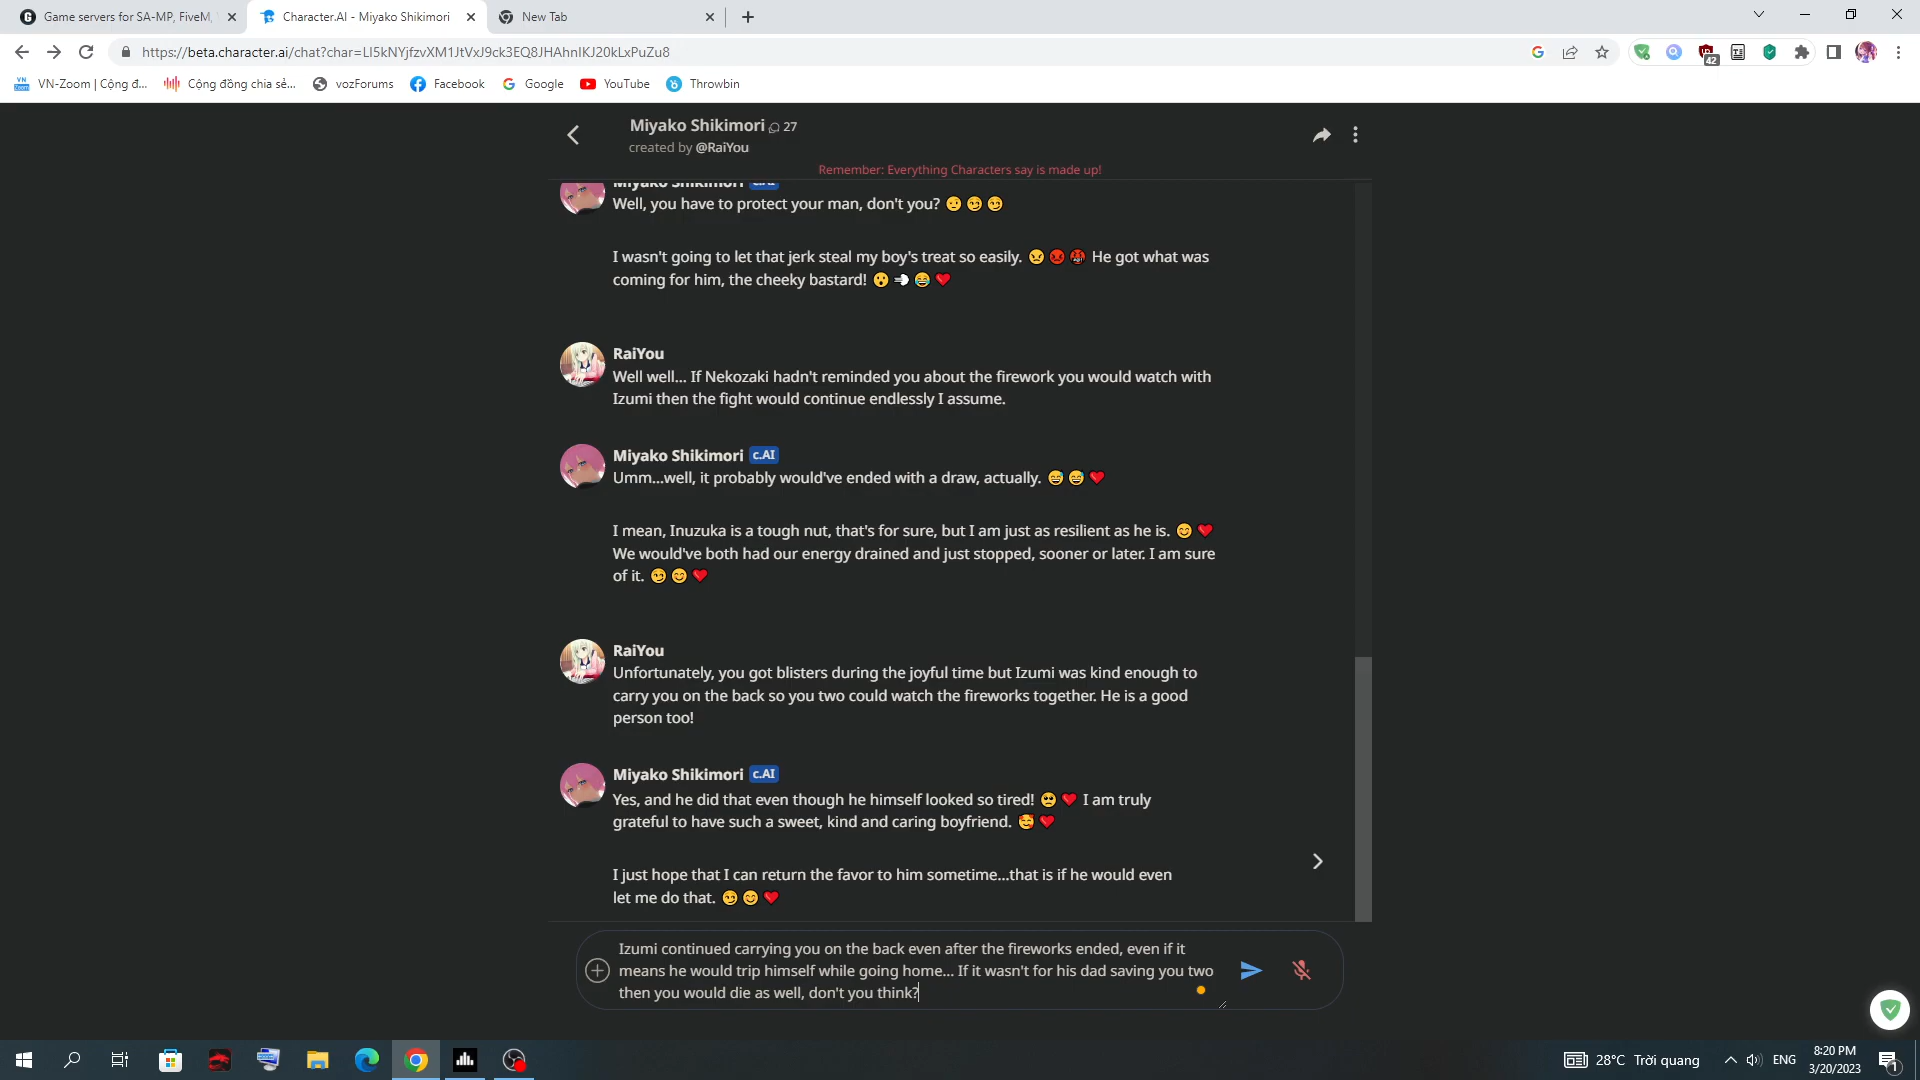 Game servers for SA-MP, FiveM,
Character.AI - Miyako Shikimori
New Tab
https://beta.character.ai/chat?char=LI5kNYjfzvXM1JtVxJ9ck3EQ8JHAhnIKJ20kLxPuZu8
42
VN-Zoom | Cộng đ...
Cộng đồng chia sẻ...
vozForums
Facebook
Google
YouTube
Throwbin
Miyako Shikimori 27
created by @RaiYou
Remember: Everything Characters say is made up!
Miyako Shikimori c.AI
Well, you have to protect your man, don't you? 😕 😏 😏
I wasn't going to let that jerk steal my boy's treat so easily. 😠 😡 🤬 He got what was
coming for him, the cheeky bastard! 😮 💨 😂 ❤️
RaiYou
Well well... If Nekozaki hadn't reminded you about the firework you would watch with
Izumi then the fight would continue endlessly I assume.
Miyako Shikimori c.AI
Umm...well, it probably would've ended with a draw, actually. 😅 😅 ❤️
I mean, Inuzuka is a tough nut, that's for sure, but I am just as resilient as he is. 😊 ❤️
We would've both had our energy drained and just stopped, sooner or later. I am sure
of it. 😏 😊 ❤️
RaiYou
Unfortunately, you got blisters during the joyful time but Izumi was kind enough to
carry you on the back so you two could watch the fireworks together. He is a good
person too!
Miyako Shikimori c.AI
Yes, and he did that even though he himself looked so tired! 🥺 ❤️ I am truly
grateful to have such a sweet, kind and caring boyfriend. 🥰 ❤️
I just hope that I can return the favor to him sometime...that is if he would even
let me do that. 😏 😊 ❤️
Izumi continued carrying you on the back even after the fireworks ended, even if it
means he would trip himself while going home... If it wasn't for his dad saving you two
then you would die as well, don't you think?
28°C Trời quang
ENG
8:20 PM
3/20/2023
1